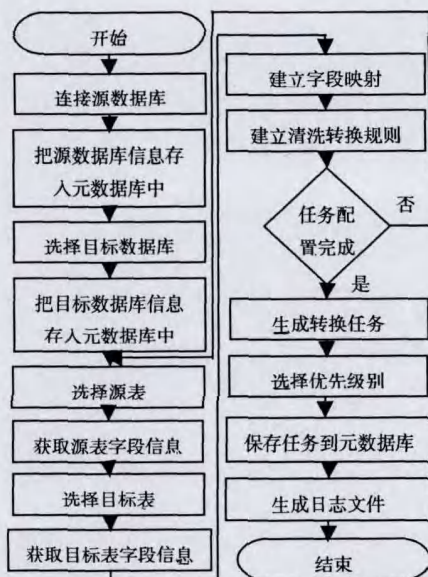 开始
连接源数据库
把源数据库信息存
入元数据库中
选择目标数据库
把目标数据库信息
存入元数据库中
选择源表
获取源表字段信息
选择目标表
获取目标表字段信息
建立字段映射
建立清洗转换规则
任务配
置完成
否
是
生成转换任务
选择优先级别
保存任务到元数据库
生成日志文件
结束